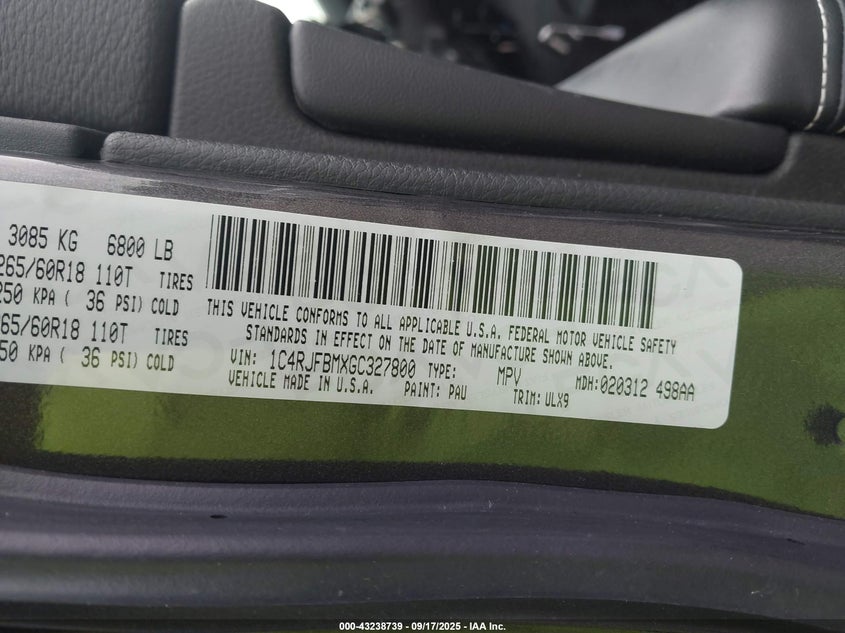 3085 KG 6800 LB
265/60R18 110T TIRES
250 KPA ( 36 PSI) COLD
265/60R18 110T TIRES
250 KPA ( 36 PSI) COLD
THIS VEHICLE CONFORMS TO ALL APPLICABLE U.S.A. FEDERAL MOTOR VEHICLE SAFETY
STANDARDS IN EFFECT ON THE DATE OF MANUFACTURE SHOWN ABOVE.
VIN: 1C4RJFBMXGC327800 TYPE: MPV MDH:020312 498AA
VEHICLE MADE IN U.S.A. PAINT: PAU TRIM: ULX9
000-43238739 - 09/17/2025 - IAA Inc.